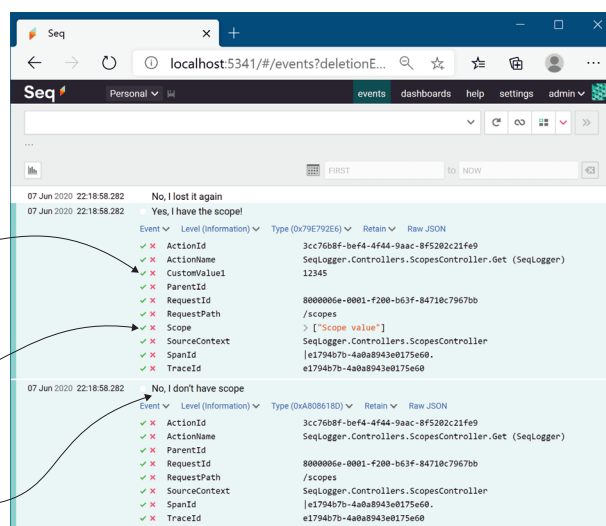 Seq
localhost:5341/#/events?deletionE...
Seq Personal events dashboards help settings admin
...
FIRST to NOW
07 Jun 2020 22:18:58.282 No, I lost it again
07 Jun 2020 22:18:58.282 Yes, I have the scope!
Event Level (Information) Type (0x79E792E6) Retain Raw JSON
ActionId 3cc76b8f-bef4-4f44-9aac-8f5202c21fe9
ActionName SeqLogger.Controllers.ScopesController.Get (SeqLogger)
CustomValue1 12345
ParentId
RequestId 8000006e-0001-f200-b63f-84710c7967bb
RequestPath /scopes
Scope > ["Scope value"]
SourceContext SeqLogger.Controllers.ScopesController
SpanId |e1794b7b-4a0a8943e0175e60.
TraceId e1794b7b-4a0a8943e0175e60
07 Jun 2020 22:18:58.282 No, I don't have scope
Event Level (Information) Type (0xA808618D) Retain Raw JSON
ActionId 3cc76b8f-bef4-4f44-9aac-8f5202c21fe9
ActionName SeqLogger.Controllers.ScopesController.Get (SeqLogger)
ParentId
RequestId 8000006e-0001-f200-b63f-84710c7967bb
RequestPath /scopes
SourceContext SeqLogger.Controllers.ScopesController
SpanId |e1794b7b-4a0a8943e0175e60.
TraceId e1794b7b-4a0a8943e0175e60